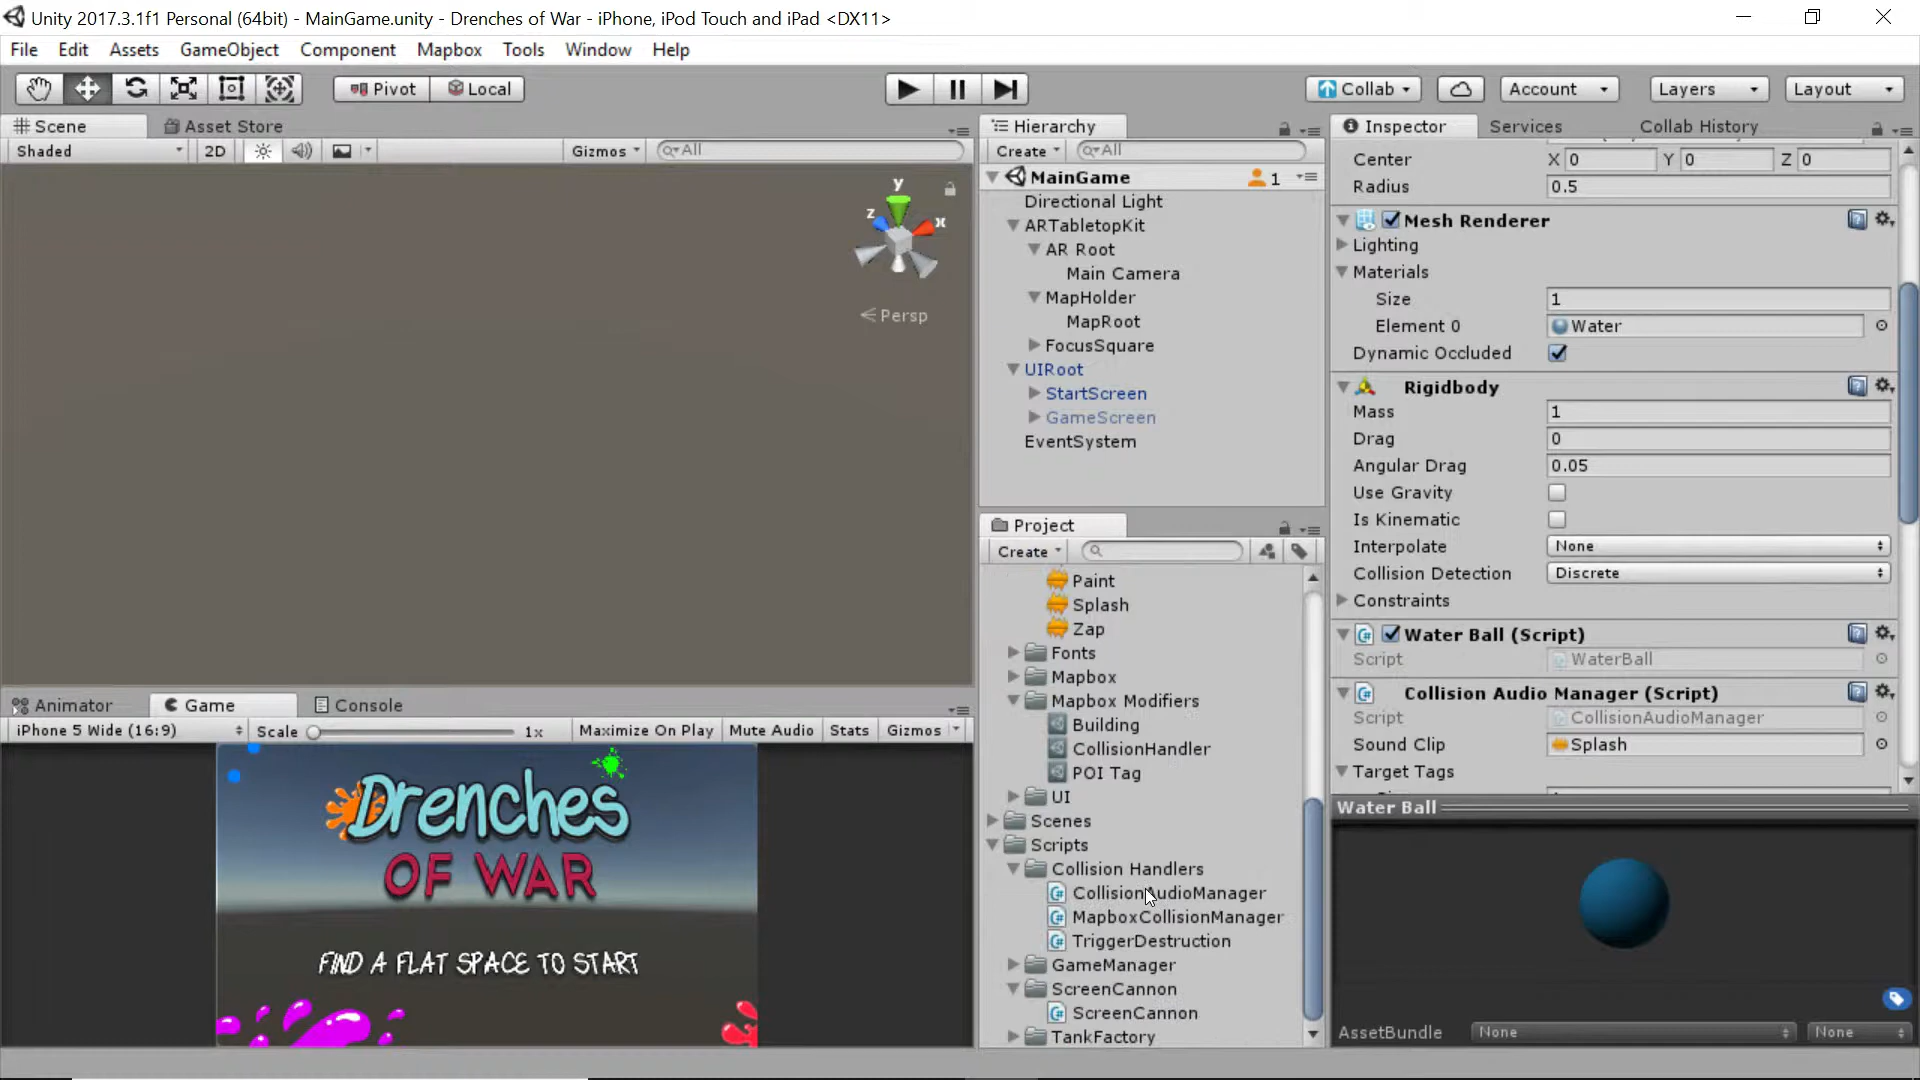 Unity 2017.3.1f1 Personal (64bit) - MainGame.unity - Drenches of War - iPhone, iPod Touch and iPad <DX11>
File Edit Assets GameObject Component Mapbox Tools Window Help
Pivot Local Collab Account Layers Layout
Scene Asset Store
Shaded 2D Gizmos All
y
z x
Persp
Hierarchy
Create All
MainGame 1
Directional Light
ARTabletopKit
AR Root
Main Camera
MapHolder
MapRoot
FocusSquare
UIRoot
StartScreen
GameScreen
EventSystem
Project
Create
Paint
Splash
Zap
Fonts
Mapbox
Mapbox Modifiers
Building
CollisionHandler
POI Tag
UI
Scenes
Scripts
Collision Handlers
CollisionAudioManager
MapboxCollisionManager
TriggerDestruction
GameManager
ScreenCannon
ScreenCannon
TankFactory
Inspector Services Collab History
Center X 0 Y 0 Z 0
Radius 0.5
Mesh Renderer
Lighting
Materials
Size 1
Element 0 Water
Dynamic Occluded
Rigidbody
Mass 1
Drag 0
Angular Drag 0.05
Use Gravity
Is Kinematic
Interpolate None
Collision Detection Discrete
Constraints
Water Ball (Script)
Script WaterBall
Collision Audio Manager (Script)
Script CollisionAudioManager
Sound Clip Splash
Target Tags
Water Ball
AssetBundle None None
Animator Game Console
iPhone 5 Wide (16:9) Scale 1x Maximize On Play Mute Audio Stats Gizmos
Drenches
OF WAR
FIND A FLAT SPACE TO START